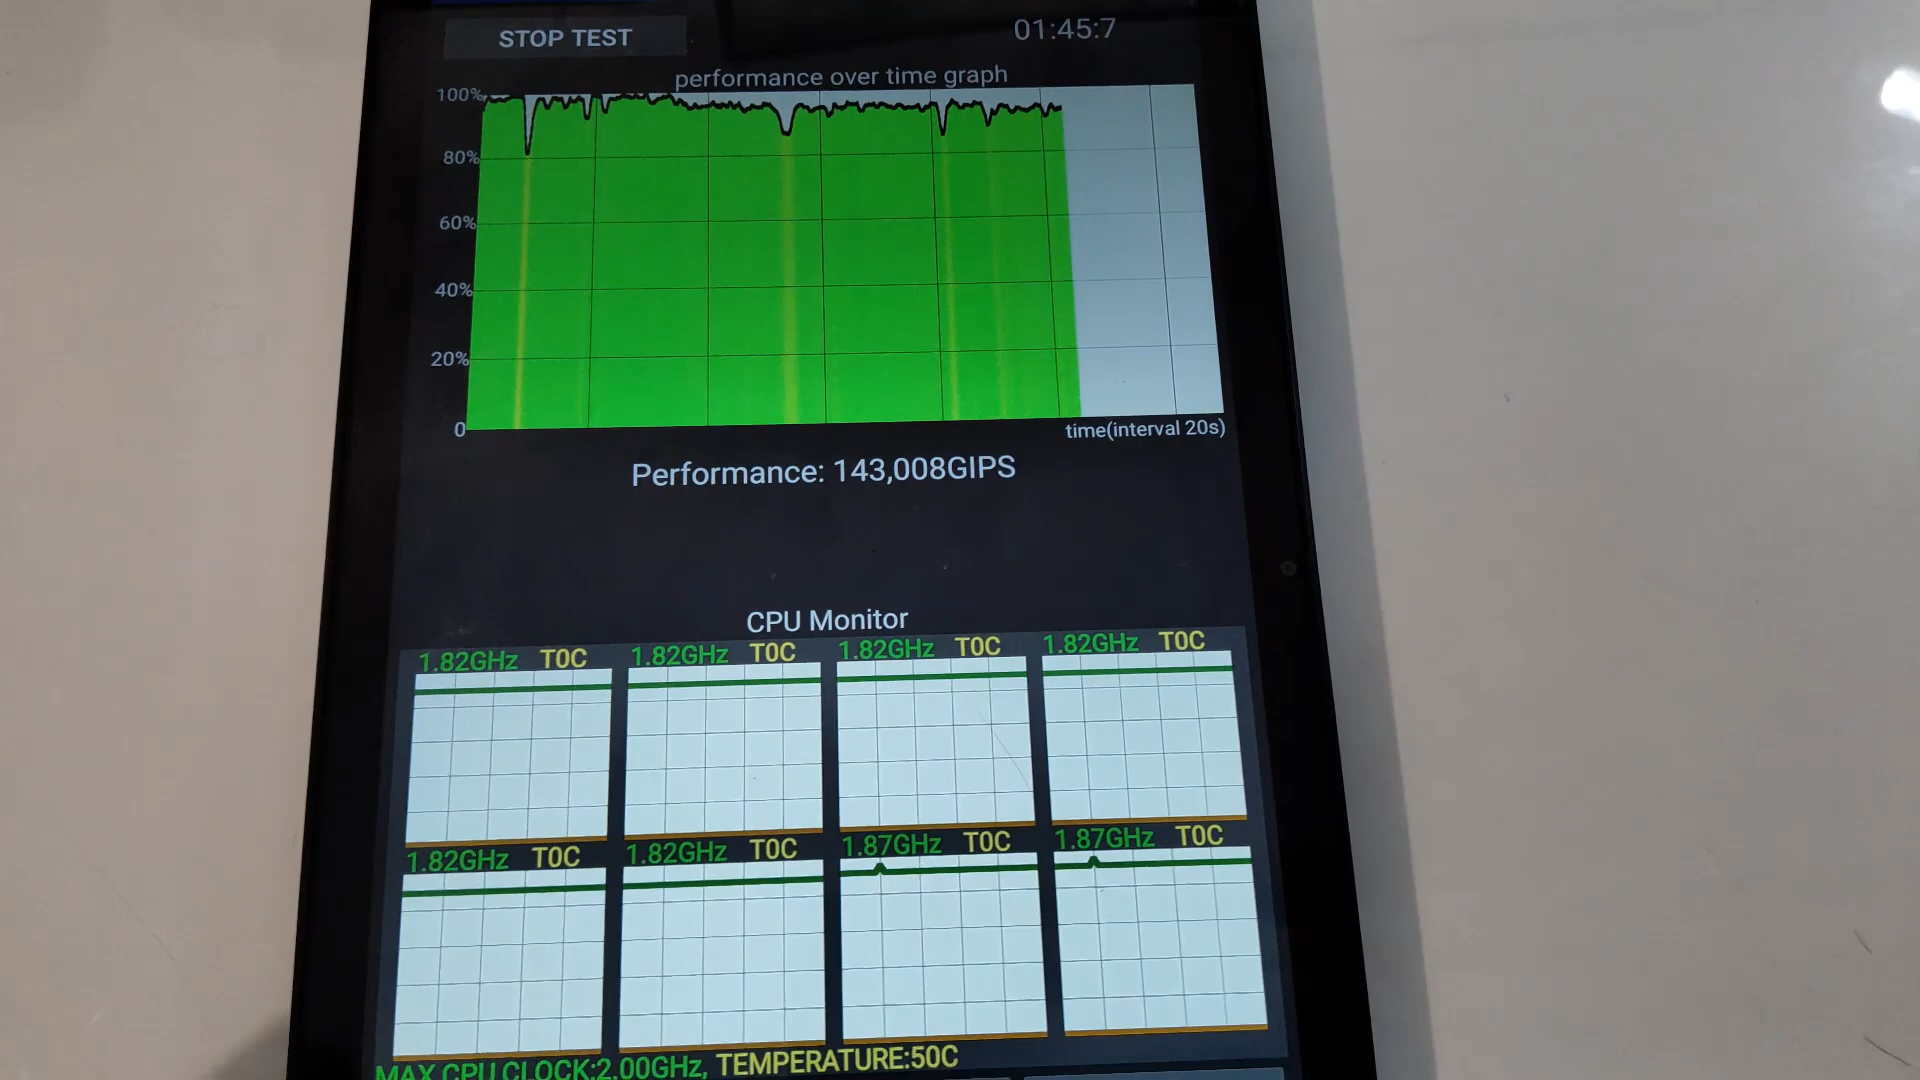 STOP TEST 01:45:7
performance over time graph
100%
80%
60%
40%
20%
0
time(interval 20s)
Performance: 143,008GIPS
CPU Monitor
1.82GHz T0C 1.82GHz T0C 1.82GHz T0C 1.82GHz T0C
1.82GHz T0C 1.82GHz T0C 1.87GHz T0C 1.87GHz T0C
MAX CPU CLOCK:2.00GHz, TEMPERATURE:50C